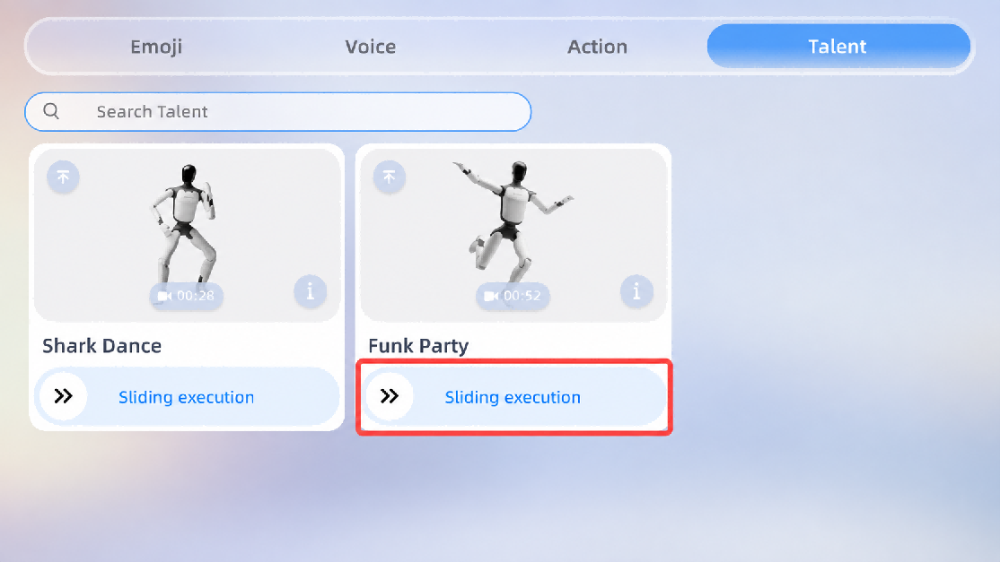 Emoji
Voice
Action
Talent
Search Talent
00:28
00:52
Shark Dance
Funk Party
Sliding execution
Sliding execution